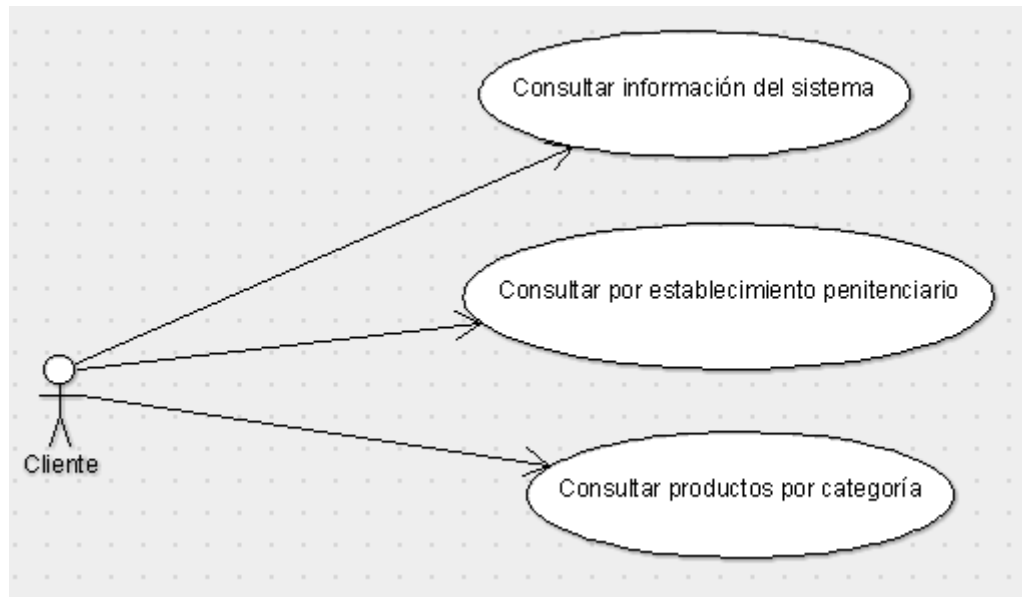 Consultar información del sistema
Consultar por establecimiento penitenciario
Cliente
Consultar productos por categoría